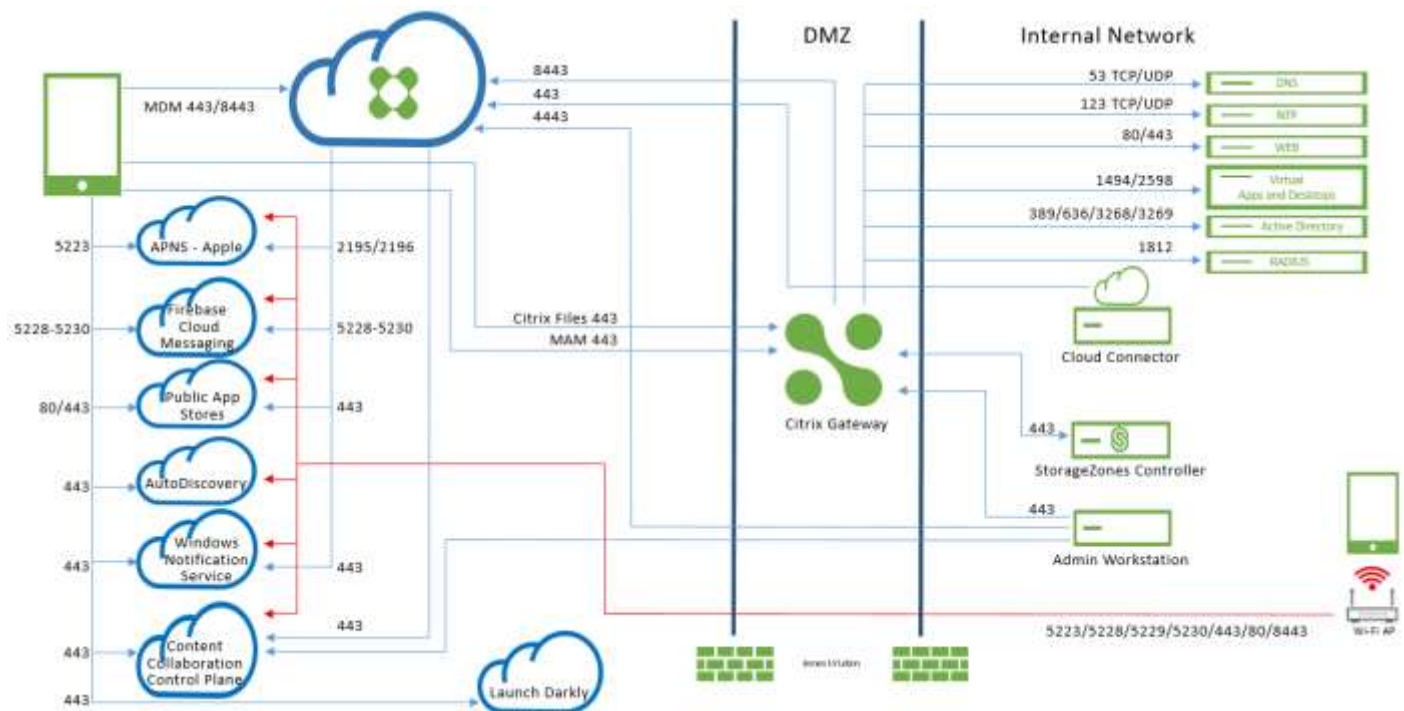 DMZ
Internal Network
MDM 443/8443
8443
443
4443
53 TCP/UDP
DNS
123 TCP/UDP
NTP
80/443
WEB
1494/2598
Virtual
Apps and Desktops
389/636/3268/3269
Active Directory
1812
RADIUS
5223
APNS - Apple
2195/2196
5228-5230
Firebase
Cloud
Messaging
5228-5230
Citrix Files 443
MAM 443
Citrix Gateway
Cloud Connector
80/443
Public App
Stores
443
443
StorageZones Controller
443
AutoDiscovery
443
Admin Workstation
443
Windows
Notification
Service
443
443
5223/5228/5229/5230/443/80/8443
Wi-Fi AP
443
Content
Collaboration
Control Plane
443
Launch Darkly